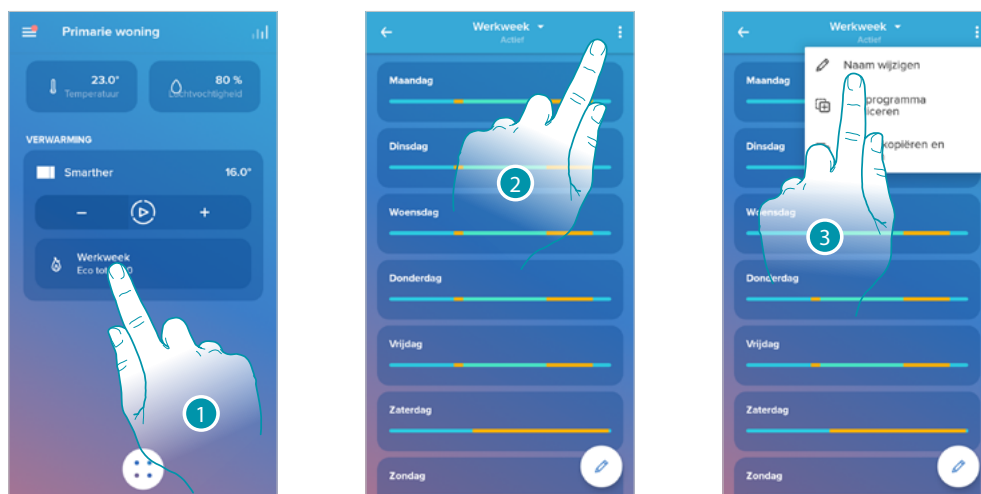 Primarie woning
23.0°
Temperatuur
80 %
Luchtvochtigheid
VERWARMING
Smarther
16.0°
− +
Werkweek
Eco tot
1
Werkweek
Actief
Maandag
Dinsdag
Woensdag
Donderdag
Vrijdag
Zaterdag
Zondag
2
Werkweek
Actief
Naam wijzigen
programma
kopiëren en
Maandag
Dinsdag
Woensdag
Donderdag
Vrijdag
Zaterdag
Zondag
3